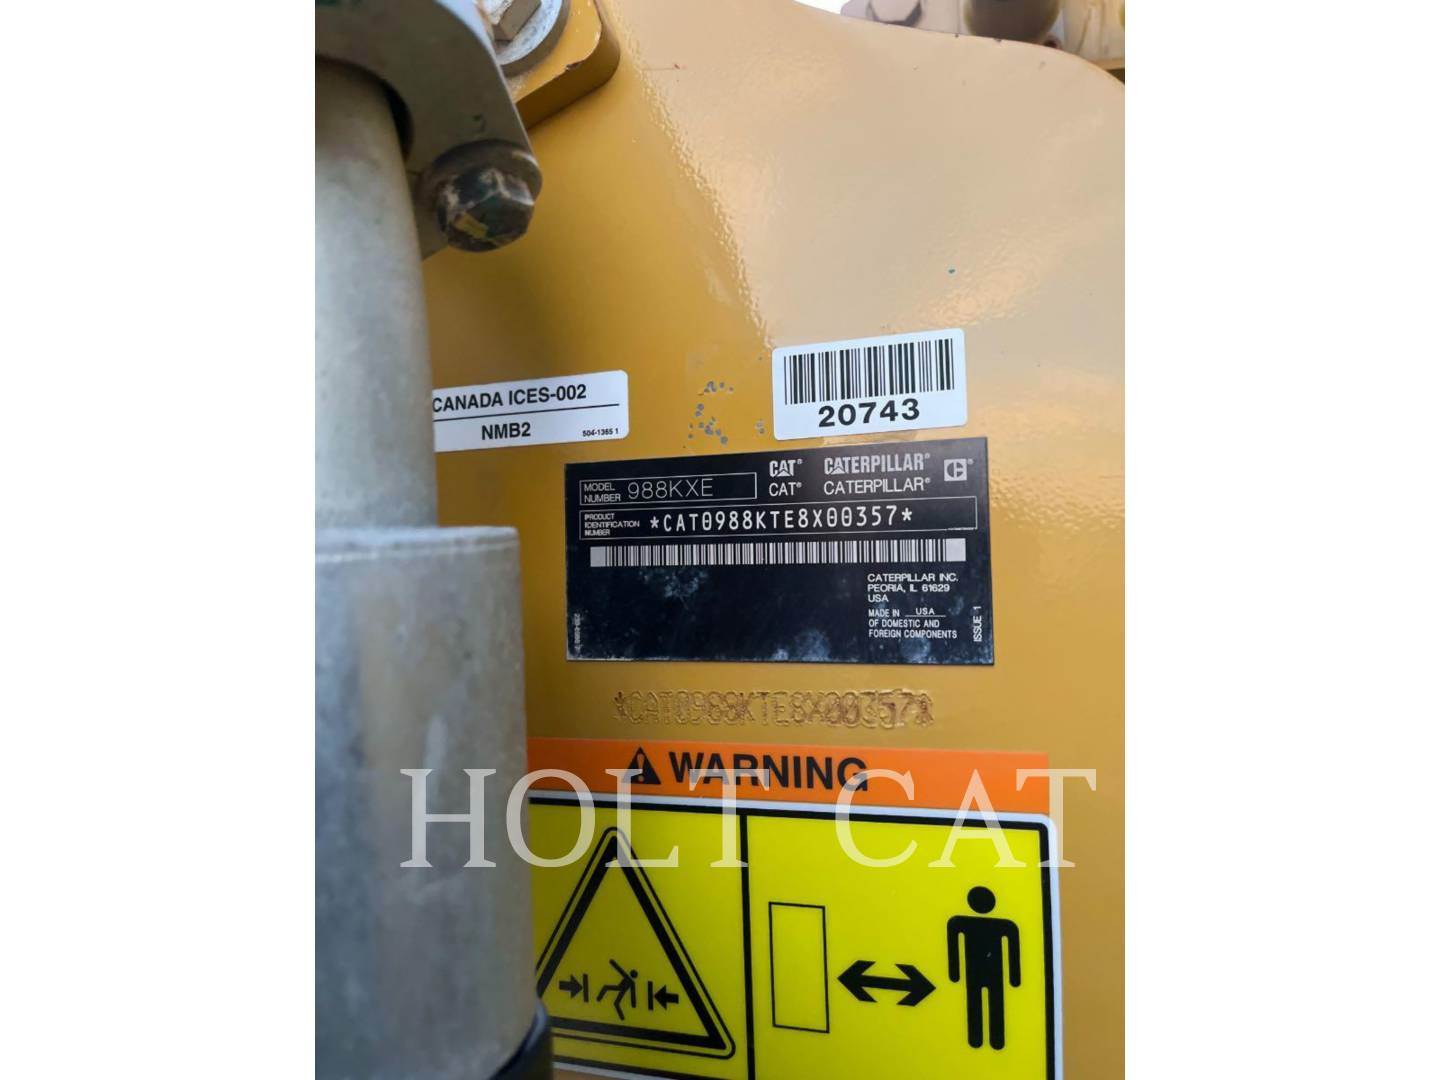 CANADA ICES-002
NMB2
504-1365 1
20743
CAT® CATERPILLAR®
MODEL NUMBER 988KXE
CAT® CATERPILLAR®
PRODUCT IDENTIFICATION NUMBER *CAT0988KTE8X00357*
CATERPILLAR INC.
PEORIA, IL 61629
USA
MADE IN USA
OF DOMESTIC AND
FOREIGN COMPONENTS
ISSUE 1
*CAT0988KTE8X00357*
WARNING
HOLT CAT